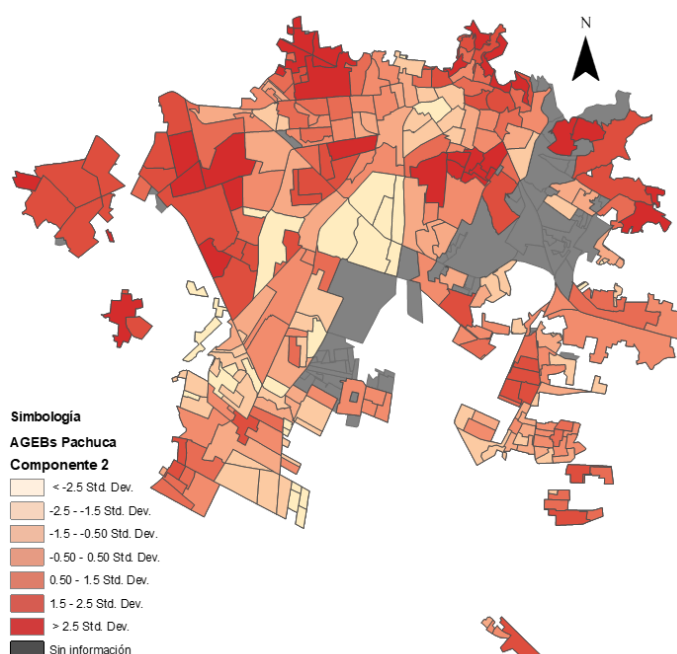 N
Simbología
AGEBs Pachuca
Componente 2
< -2.5 Std. Dev.
-2.5 - -1.5 Std. Dev.
-1.5 - -0.50 Std. Dev.
-0.50 - 0.50 Std. Dev.
0.50 - 1.5 Std. Dev.
1.5 - 2.5 Std. Dev.
> 2.5 Std. Dev.
Sin información